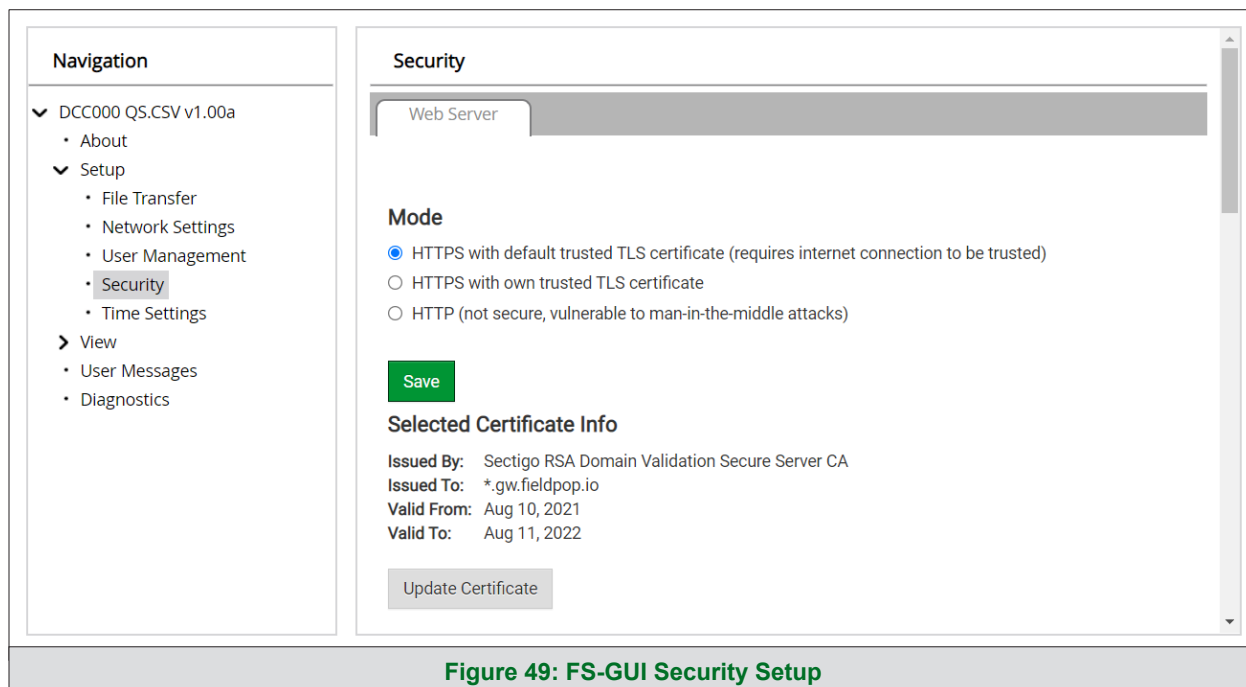 Navigation
DCC000 QS.CSV v1.00a
About
Setup
File Transfer
Network Settings
User Management
Security
Time Settings
View
User Messages
Diagnostics
Security
Web Server
Mode
HTTPS with default trusted TLS certificate (requires internet connection to be trusted)
HTTPS with own trusted TLS certificate
HTTP (not secure, vulnerable to man-in-the-middle attacks)
Save
Selected Certificate Info
Issued By: Sectigo RSA Domain Validation Secure Server CA
Issued To: *.gw.fieldpop.io
Valid From: Aug 10, 2021
Valid To: Aug 11, 2022
Update Certificate
Figure 49: FS-GUI Security Setup